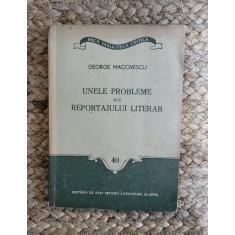 MICA BIBLIOTECĂ CRITICĂ
GEORGE MACOVESCU
UNELE PROBLEME
ALE
REPORTAJULUI LITERAR
40
EDITURA DE STAT PENTRU LITERATURĂ ȘI ARTĂ